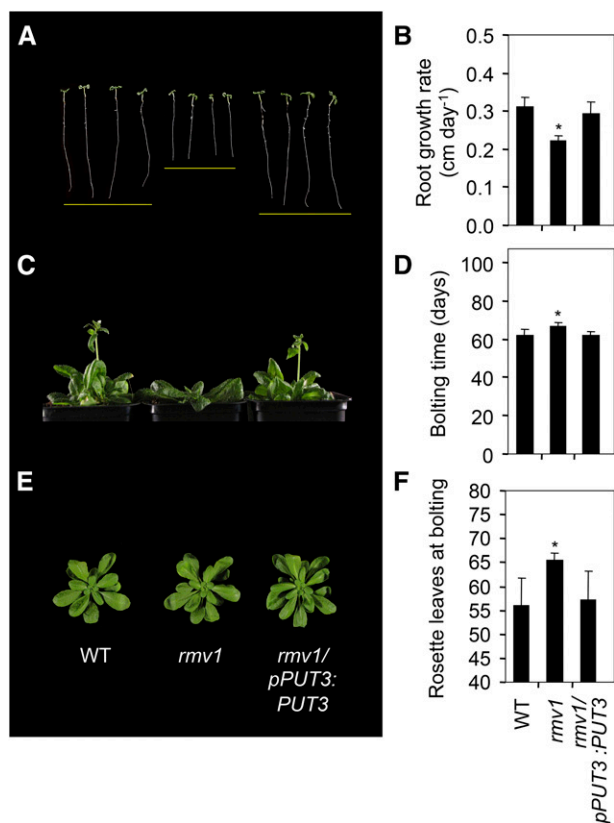 A
B
Root growth rate
(cm day-1)
0.5
0.4
0.3
0.2
0.1
0.0
*
C
D
Bolting time (days)
100
80
60
40
20
0
*
E
WT
rmv1
rmv1/
pPUT3:
PUT3
F
Rosette leaves at bolting
80
75
70
65
60
55
50
45
40
*
WT
rmv1
rmv1/
pPUT3 :PUT3